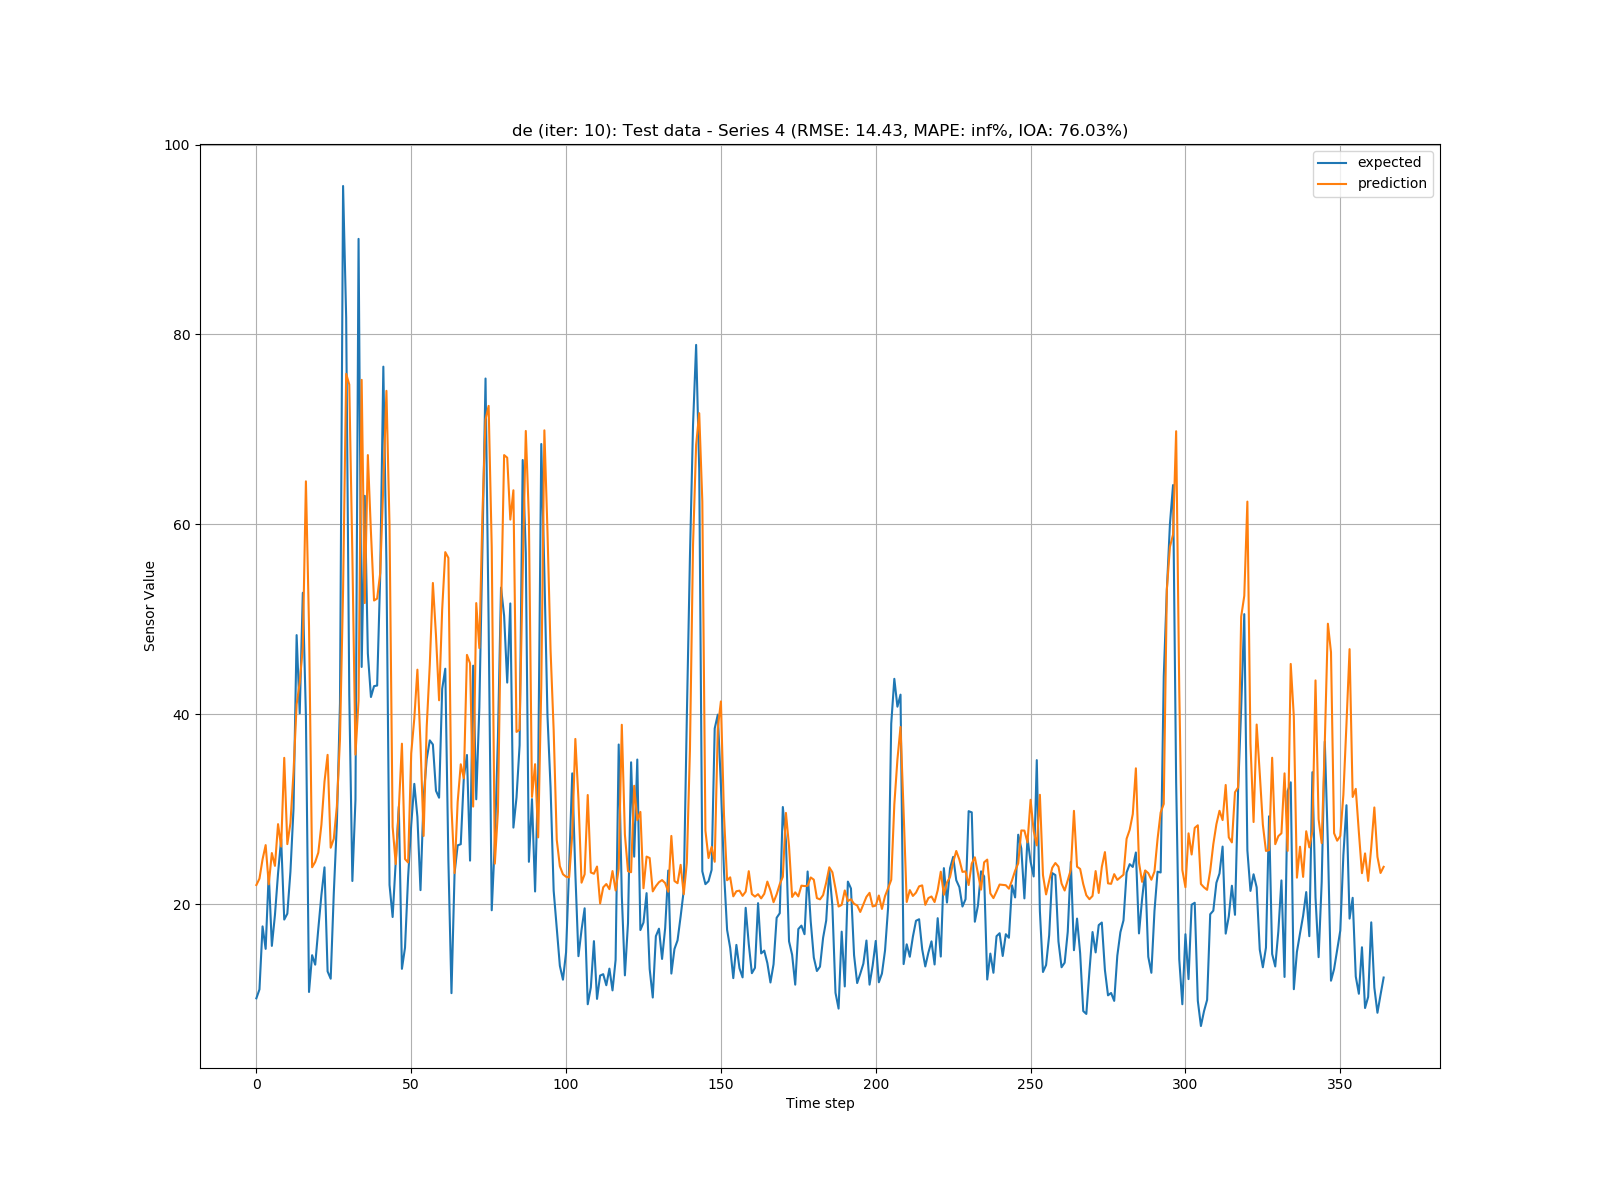 de (iter: 10): Test data - Series 4 (RMSE: 14.43, MAPE: inf%, IOA: 76.03%)
expected
prediction
100
80
60
40
20
Sensor Value
0 50 100 150 200 250 300 350
Time step